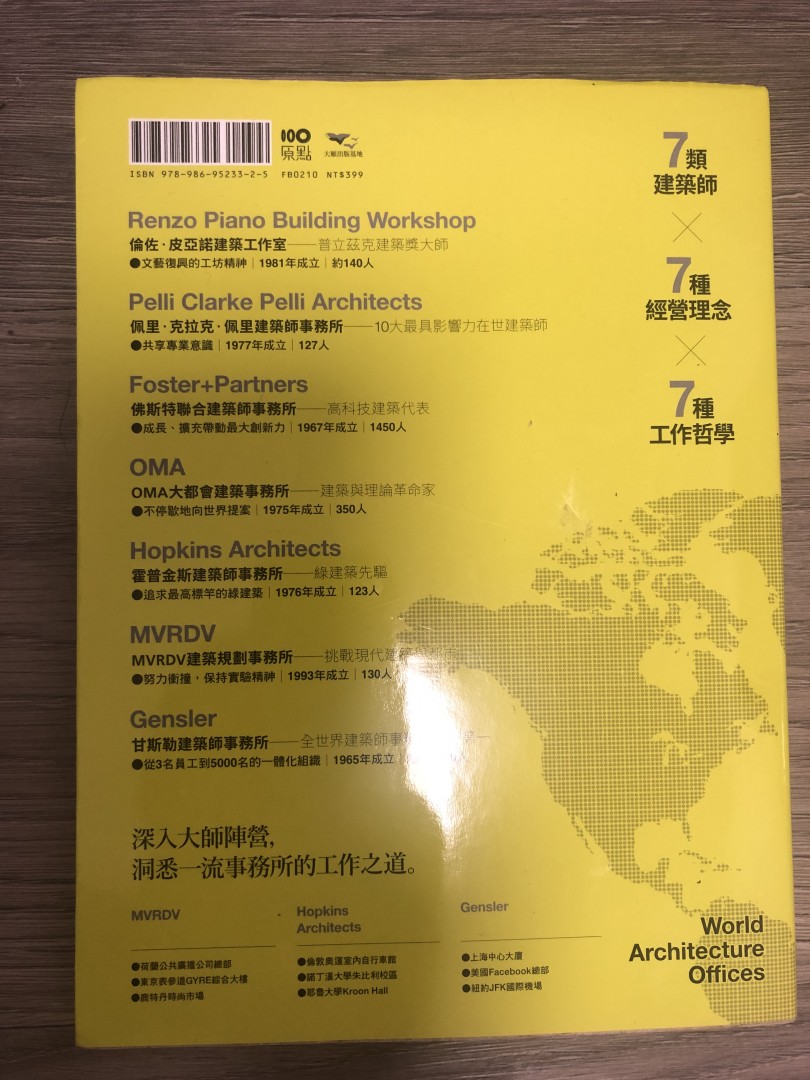 原點
大雁出版基地
ISBN 978-986-95233-2-5 FB0210 NT$399
Renzo Piano Building Workshop
倫佐·皮亞諾建築工作室——普立茲克建築獎大師
●文藝復興的工坊精神｜1981年成立｜約140人
Pelli Clarke Pelli Architects
佩里·克拉克·佩里建築師事務所——10大最具影響力在世建築師
●共享專業意識｜1977年成立｜127人
Foster+Partners
佛斯特聯合建築師事務所——高科技建築代表
●成長、擴充帶動最大創新力｜1967年成立｜1450人
OMA
OMA大都會建築事務所——建築與理論革命家
●不停歇地向世界提案｜1975年成立｜350人
Hopkins Architects
霍普金斯建築師事務所——綠建築先驅
●追求最高標竿的綠建築｜1976年成立｜123人
MVRDV
MVRDV建築規劃事務所——挑戰現代建築與都市
●努力衝撞，保持實驗精神｜1993年成立｜130人
Gensler
甘斯勒建築師事務所——全世界建築師事
●從3名員工到5000名的一體化組織｜1965年成立
7類
建築師
×
7種
經營理念
×
7種
工作哲學
深入大師陣營，
洞悉一流事務所的工作之道。
MVRDV
●荷蘭公共廣播公司總部
●東京表參道GYRE綜合大樓
●鹿特丹時尚市場
Hopkins
Architects
●倫敦奧運室內自行車館
●諾丁漢大學朱比利校區
●耶魯大學Kroon Hall
Gensler
●上海中心大廈
●美國Facebook總部
●紐約JFK國際機場
World
Architecture
Offices